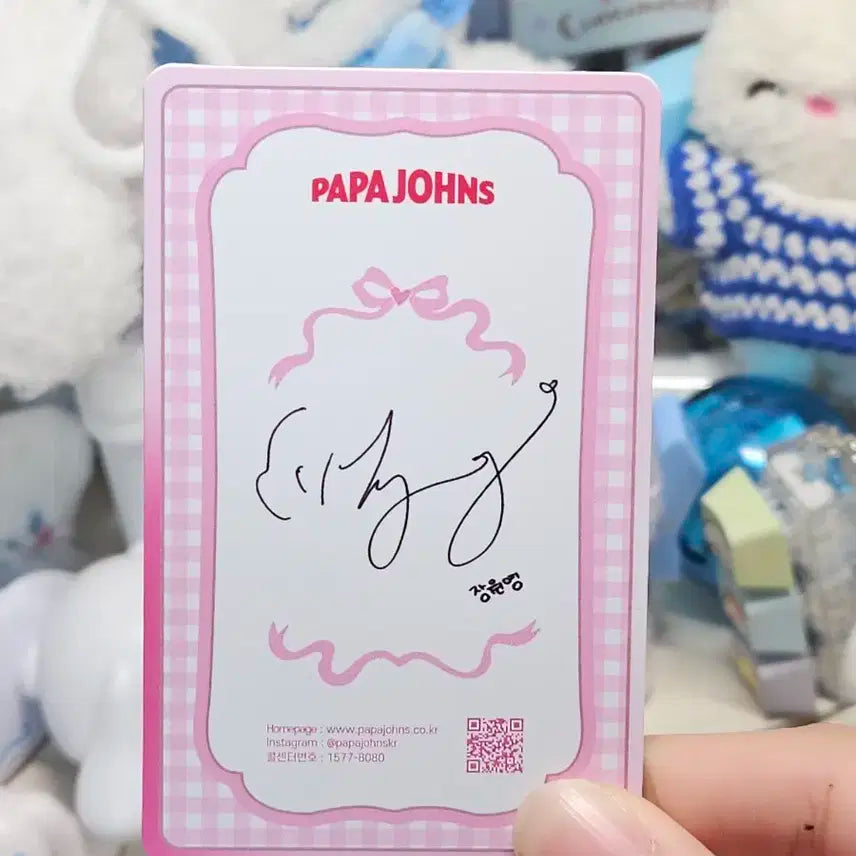 PAPA JOHNS
장원영
Homepage : www.papajohns.co.kr
Instagram : @papajohnskr
콜센터번호 : 1577-8080